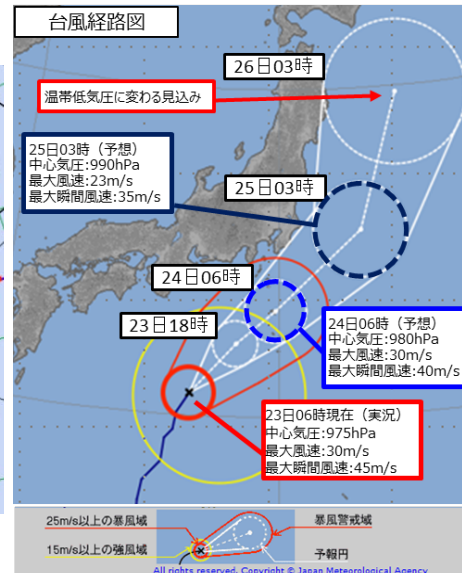 台風経路図
26日03時
温帯低気圧に変わる見込み
25日03時（予想）
中心気圧:990hPa
最大風速:23m/s
最大瞬間風速:35m/s
25日03時
24日06時
23日18時
24日06時（予想）
中心気圧:980hPa
最大風速:30m/s
最大瞬間風速:40m/s
23日06時現在（実況）
中心気圧:975hPa
最大風速:30m/s
最大瞬間風速:45m/s
25m/s以上の暴風域
暴風警戒域
15m/s以上の強風域
予報円
All rights reserved. Copyright © Japan Meteorological Agency